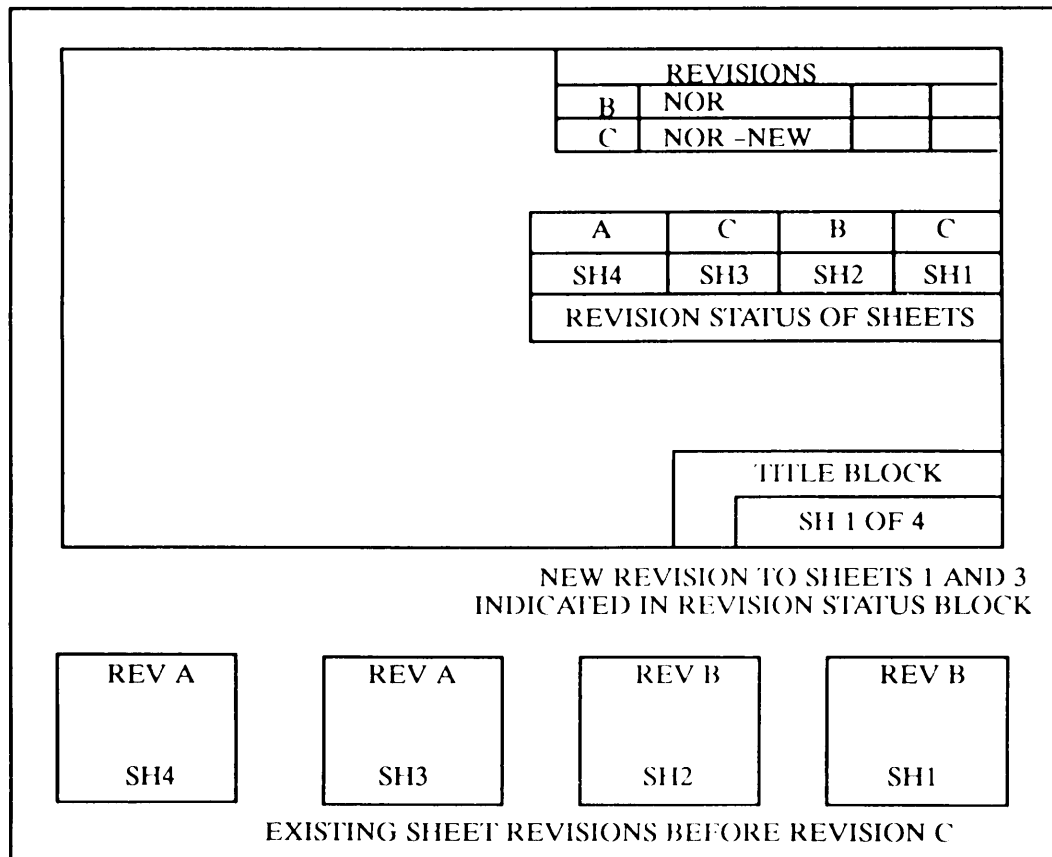 REVISIONS
B NOR
C NOR -NEW
A C B C
SH4 SH3 SH2 SH1
REVISION STATUS OF SHEETS
TITLE BLOCK
SH 1 OF 4
NEW REVISION TO SHEETS 1 AND 3
INDICATED IN REVISION STATUS BLOCK
REV A REV A REV B REV B
SH4 SH3 SH2 SH1
EXISTING SHEET REVISIONS BEFORE REVISION C